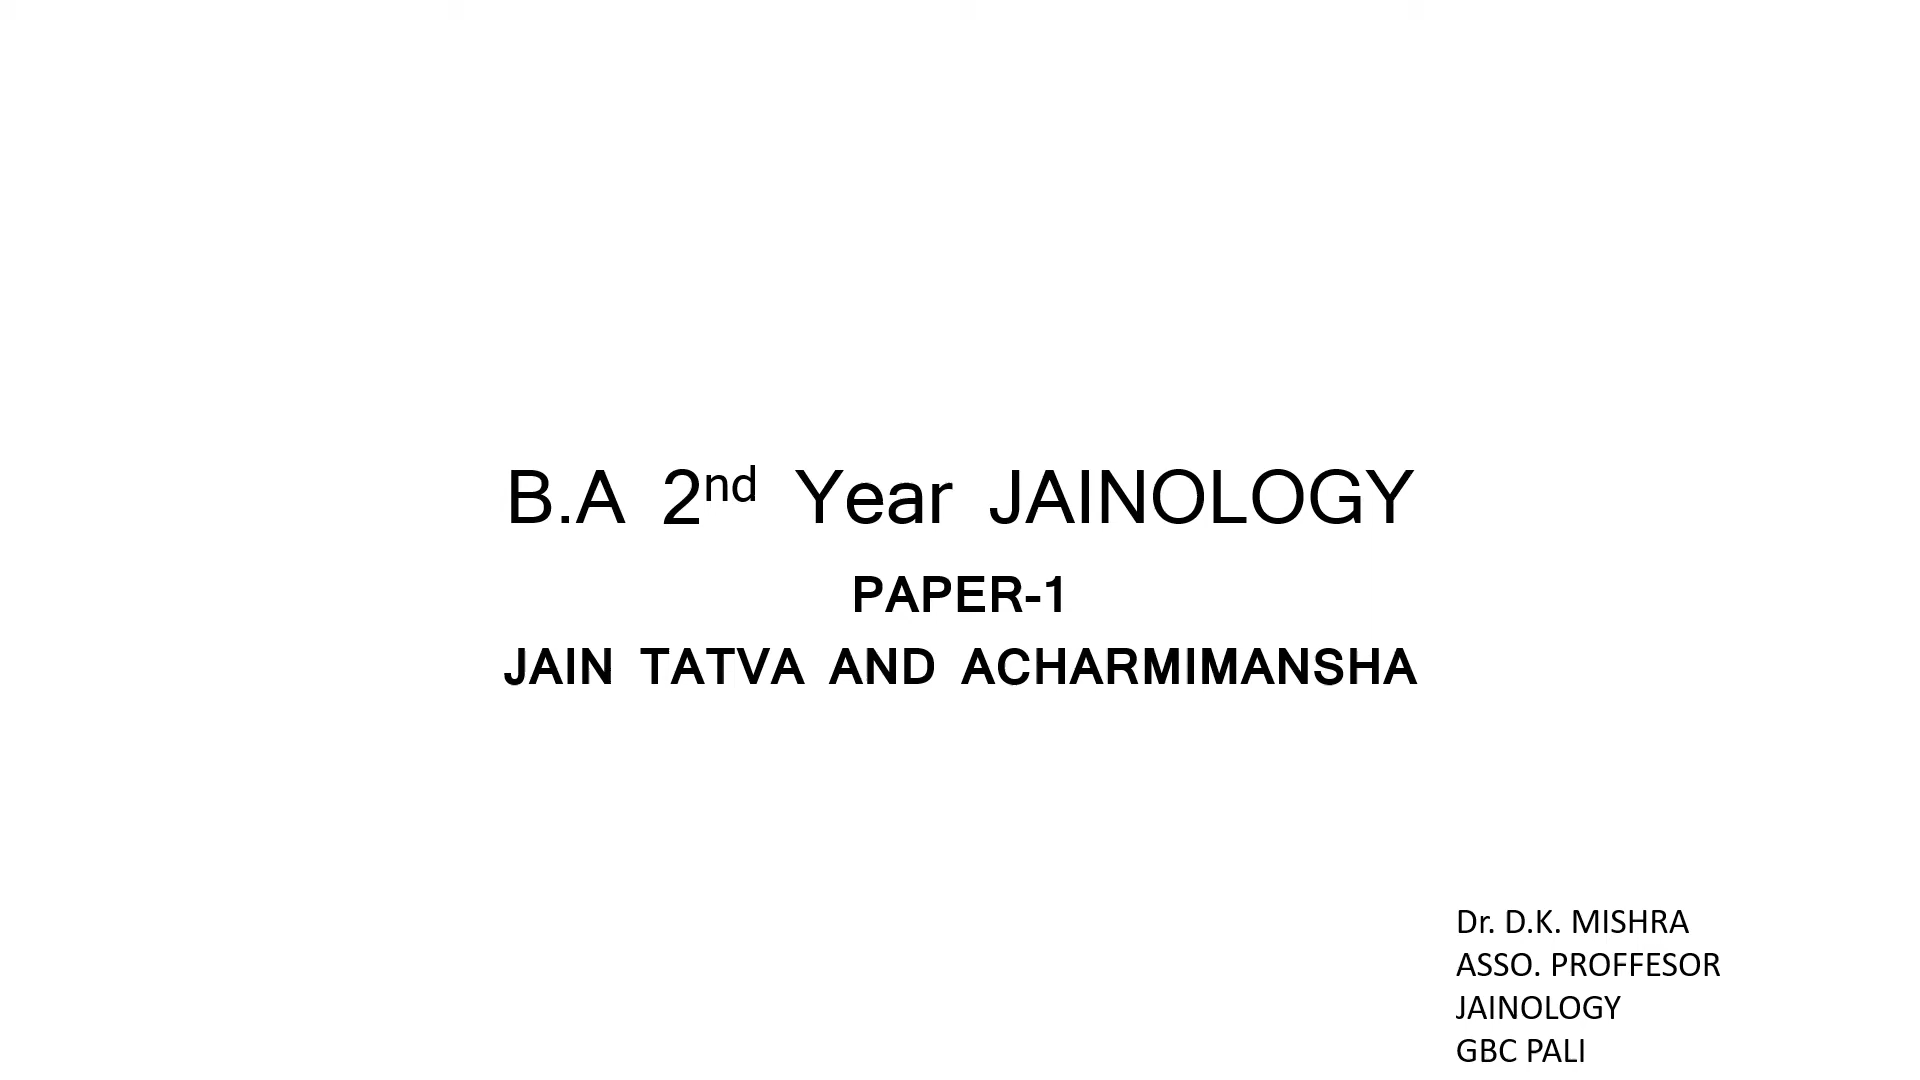 B.A 2nd Year JAINOLOGY
PAPER-1
JAIN TATVA AND ACHARMIMANSHA
Dr. D.K. MISHRA
ASSO. PROFFESOR
JAINOLOGY
GBC PALI